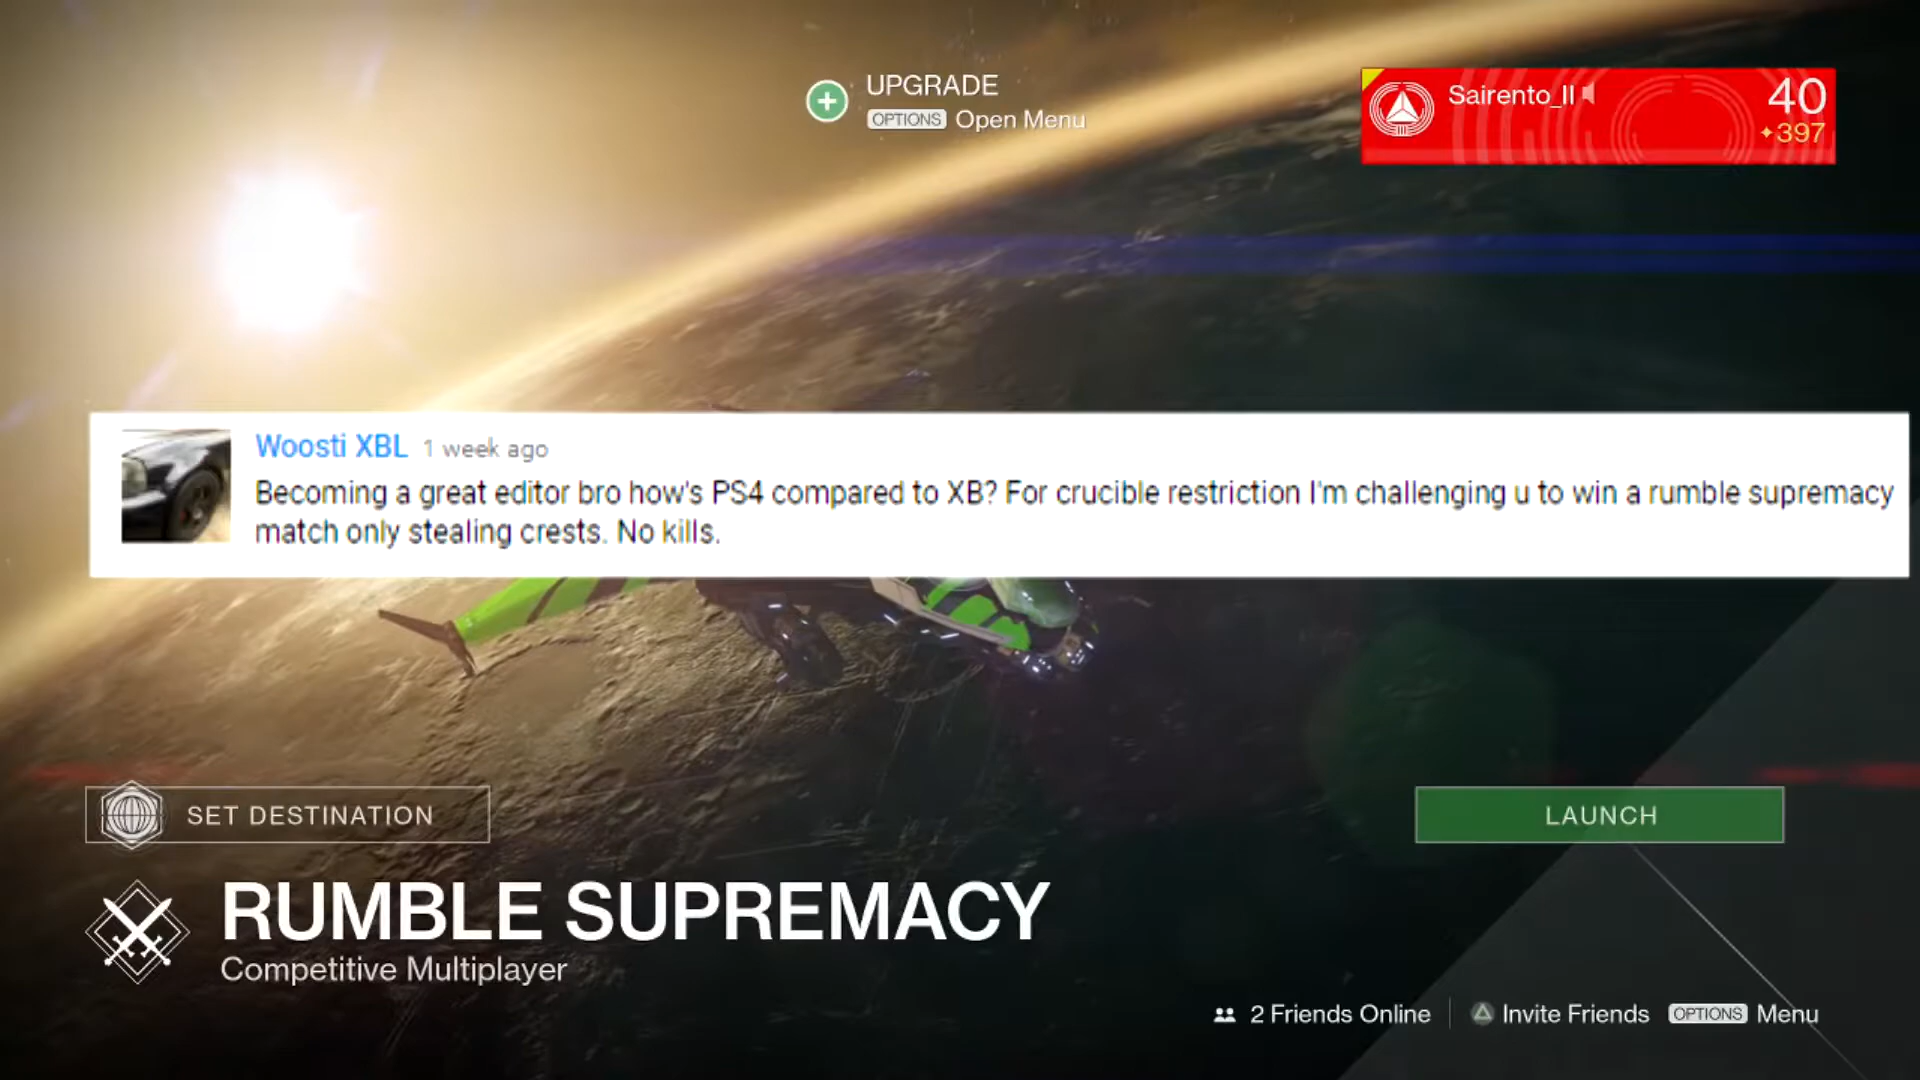 UPGRADE
OPTIONS Open Menu
Sairento_II
40
397
Woosti XBL 1 week ago
Becoming a great editor bro how's PS4 compared to XB? For crucible restriction I'm challenging u to win a rumble supremacy
match only stealing crests. No kills.
SET DESTINATION
LAUNCH
RUMBLE SUPREMACY
Competitive Multiplayer
2 Friends Online
Invite Friends
OPTIONS Menu